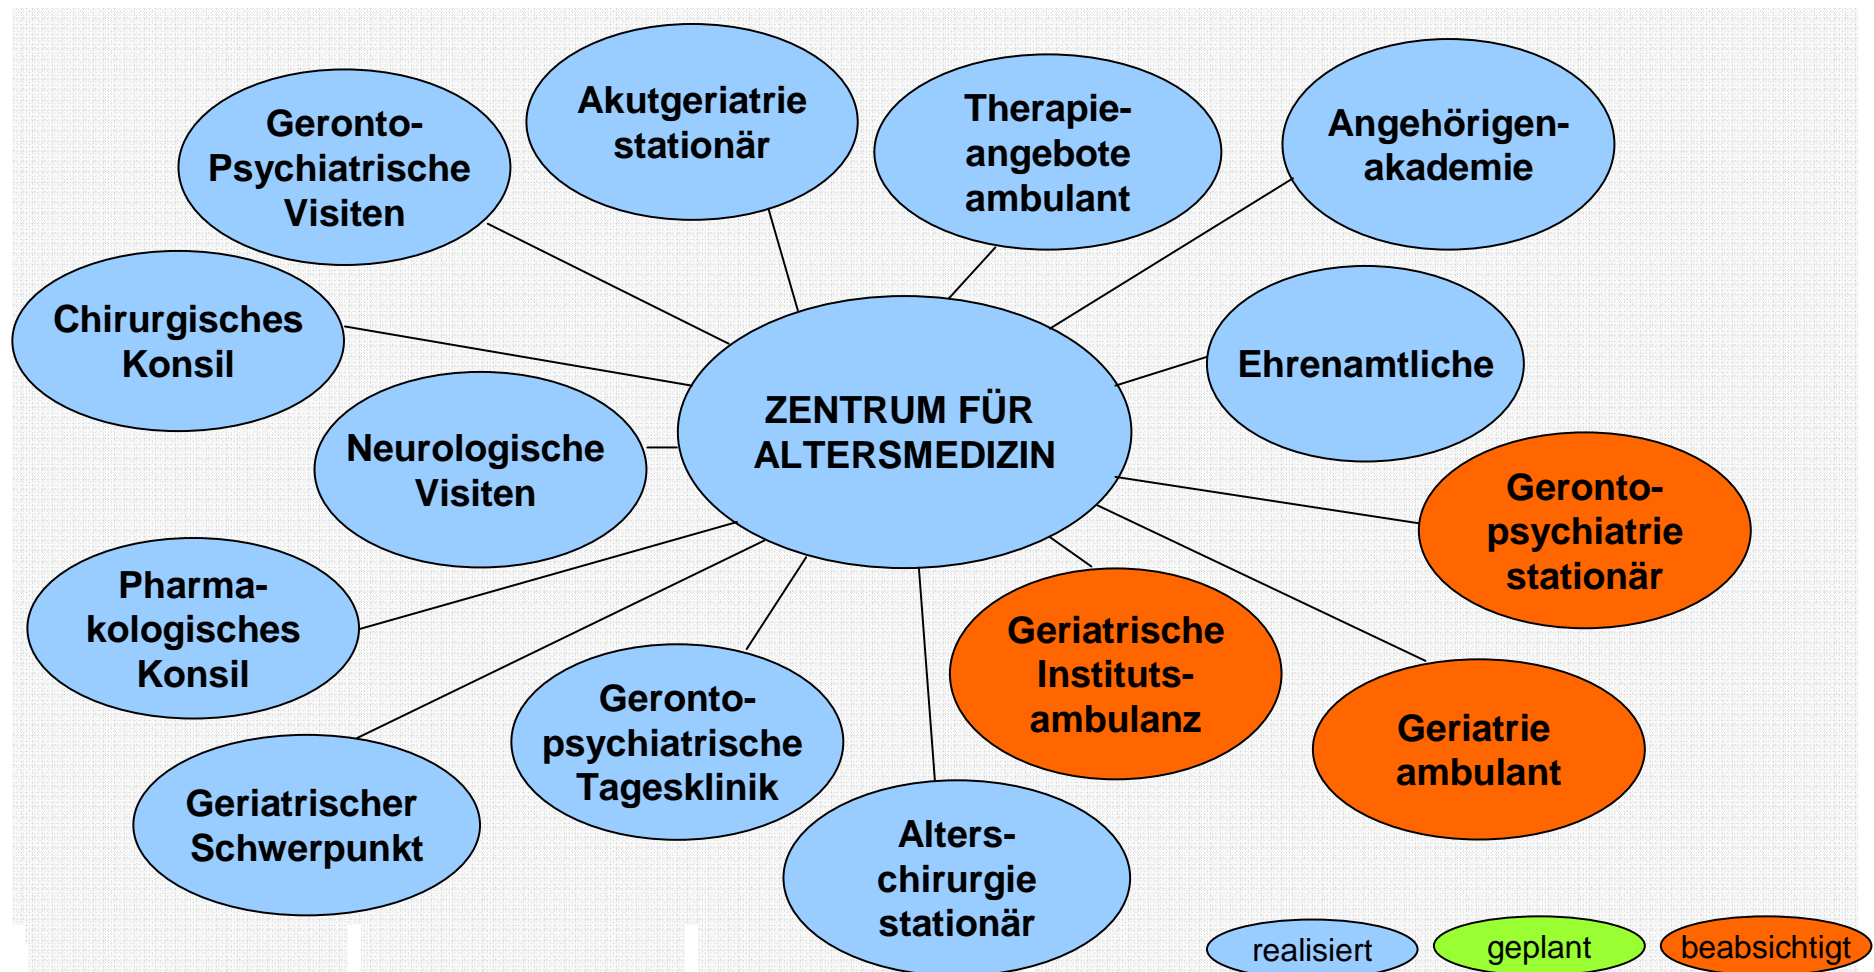 Akutgeriatrie
stationär
Geronto-
Psychiatrische
Visiten
Therapie-
angebote
ambulant
Angehörigen-
akademie
Chirurgisches
Konsil
Ehrenamtliche
ZENTRUM FÜR
ALTERSMEDIZIN
Neurologische
Visiten
Geronto-
psychiatrie
stationär
Pharma-
kologisches
Konsil
Geriatrische
Instituts-
ambulanz
Geronto-
psychiatrische
Tagesklinik
Geriatrie
ambulant
Geriatrischer
Schwerpunkt
Alters-
chirurgie
stationär
realisiert
geplant
beabsichtigt